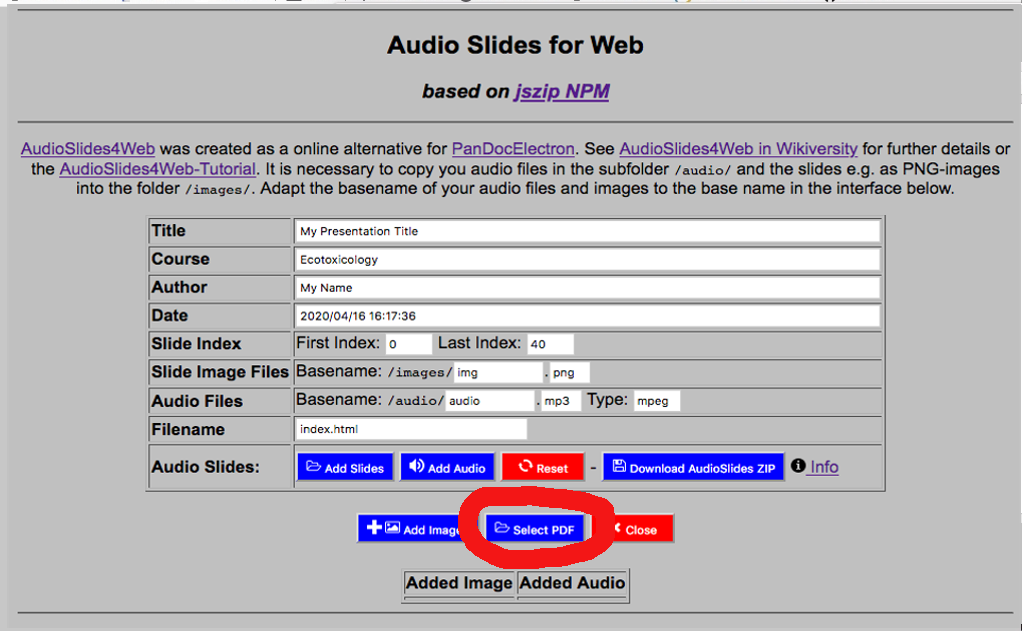 Audio Slides for Web
based on jszip NPM
AudioSlides4Web was created as a online alternative for PanDocElectron. See AudioSlides4Web in Wikiversity for further details or
the AudioSlides4Web-Tutorial. It is necessary to copy you audio files in the subfolder /audio/ and the slides e.g. as PNG-images
into the folder /images/. Adapt the basename of your audio files and images to the base name in the interface below.
Title My Presentation Title
Course Ecotoxicology
Author My Name
Date 2020/04/16 16:17:36
Slide Index First Index: 0 Last Index: 40
Slide Image Files Basename: /images/ img . png
Audio Files Basename: /audio/ audio . mp3 Type: mpeg
Filename index.html
Audio Slides: Add Slides Add Audio Reset - Download AudioSlides ZIP Info
Add Image Select PDF Close
Added Image Added Audio